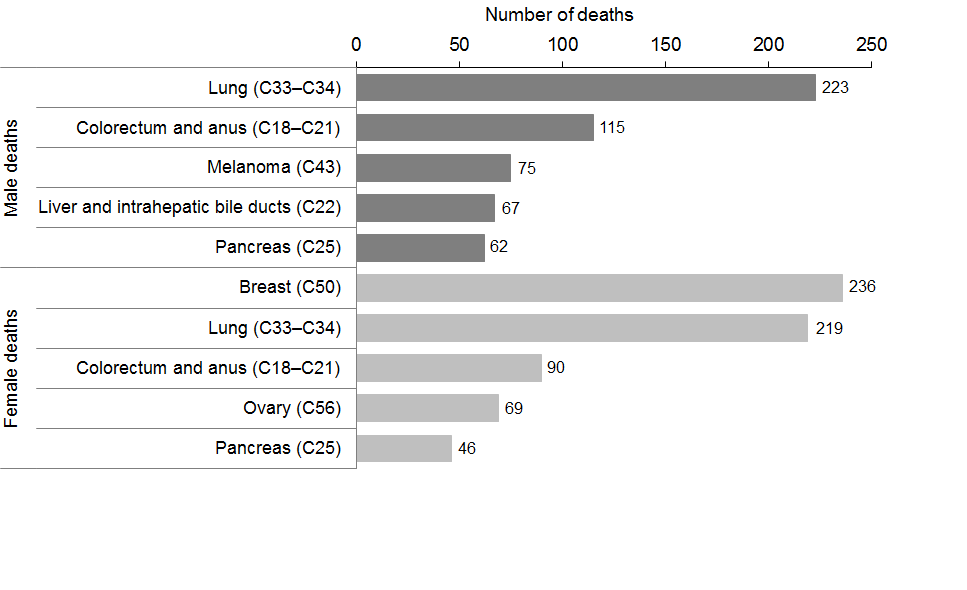 Number of deaths
0 50 100 150 200 250
Male deaths
Lung (C33–C34) 223
Colorectum and anus (C18–C21) 115
Melanoma (C43) 75
Liver and intrahepatic bile ducts (C22) 67
Pancreas (C25) 62
Female deaths
Breast (C50) 236
Lung (C33–C34) 219
Colorectum and anus (C18–C21) 90
Ovary (C56) 69
Pancreas (C25) 46